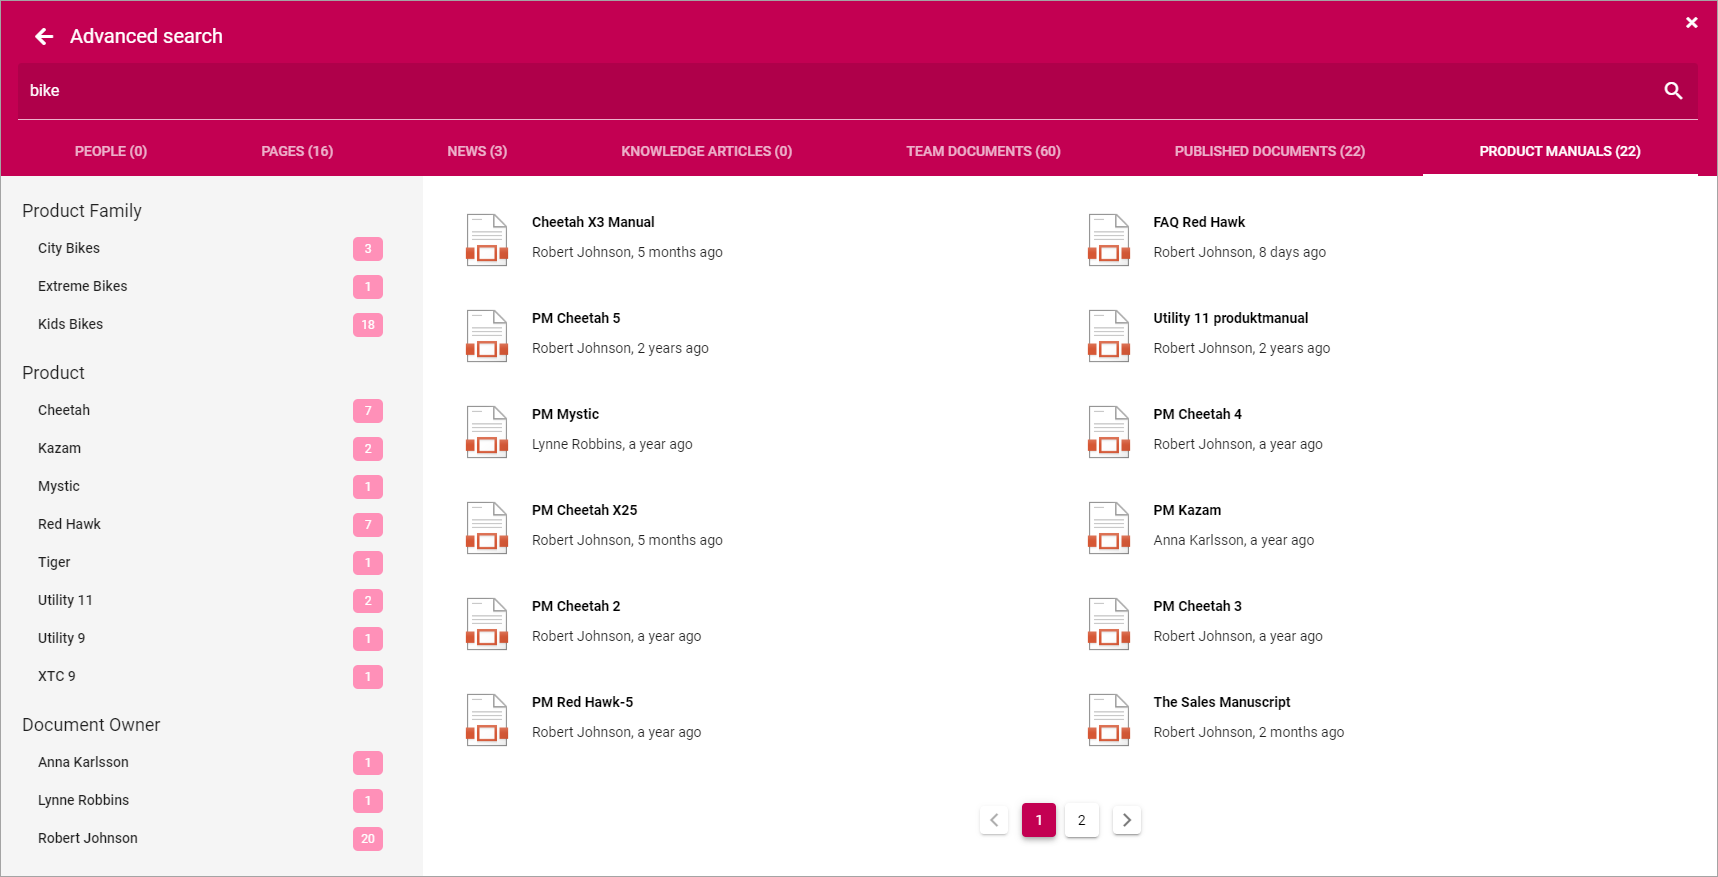 Advanced search
bike
PEOPLE (0)
PAGES (16)
NEWS (3)
KNOWLEDGE ARTICLES (0)
TEAM DOCUMENTS (60)
PUBLISHED DOCUMENTS (22)
PRODUCT MANUALS (22)
Product Family
City Bikes 3
Extreme Bikes 1
Kids Bikes 18
Product
Cheetah 7
Kazam 2
Mystic 1
Red Hawk 7
Tiger 1
Utility 11 2
Utility 9 1
XTC 9 1
Document Owner
Anna Karlsson 1
Lynne Robbins 1
Robert Johnson 20
Cheetah X3 Manual
Robert Johnson, 5 months ago
FAQ Red Hawk
Robert Johnson, 8 days ago
PM Cheetah 5
Robert Johnson, 2 years ago
Utility 11 produktmanual
Robert Johnson, 2 years ago
PM Mystic
Lynne Robbins, a year ago
PM Cheetah 4
Robert Johnson, a year ago
PM Cheetah X25
Robert Johnson, 5 months ago
PM Kazam
Anna Karlsson, a year ago
PM Cheetah 2
Robert Johnson, a year ago
PM Cheetah 3
Robert Johnson, a year ago
PM Red Hawk-5
Robert Johnson, a year ago
The Sales Manuscript
Robert Johnson, 2 months ago
1 2